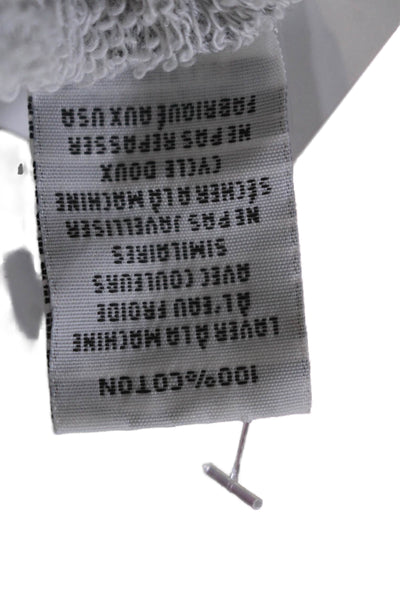 100% COTON
LAVER À LA MACHINE
À L'EAU FROIDE
AVEC COULEURS
SIMILAIRES
NE PAS JAVELLISER
SÉCHER A LA MACHINE
CYCLE DOUX
NE PAS REPASSER
FABRIQUÉ AUX USA